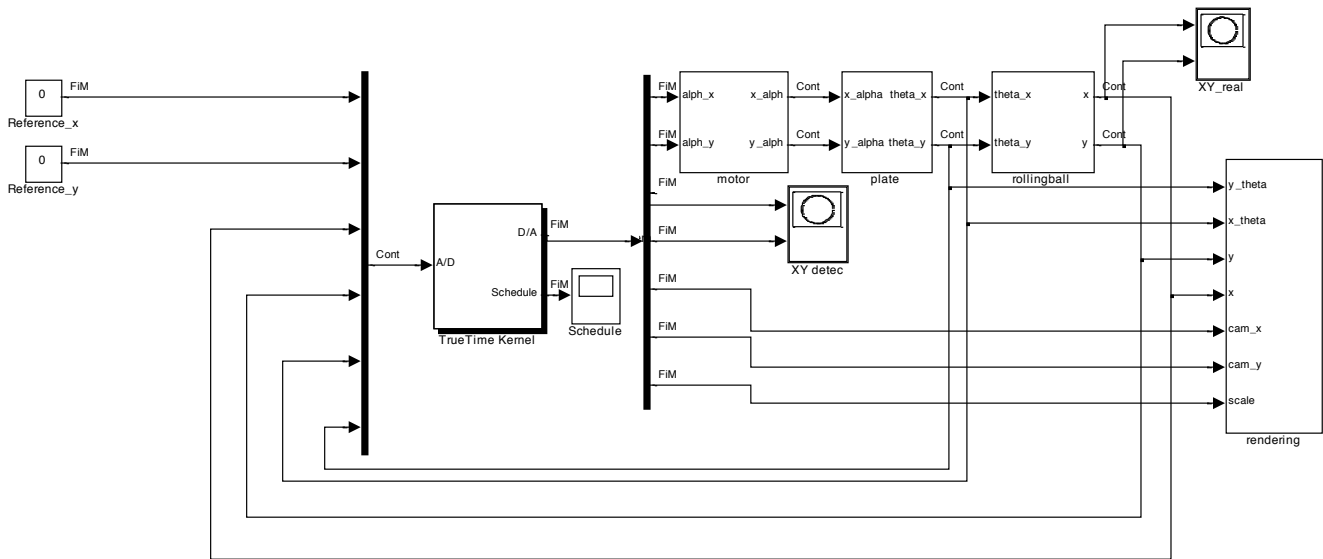 XY_real
0
FiM
Reference_x
0
FiM
Reference_y
Cont
A/D
D/A
Schedule
TrueTime Kernel
FiM
FiM
Schedule
FiM
FiM
FiM
FiM
FiM
FiM
FiM
alph_x
x_alph
alph_y
y_alph
motor
Cont
Cont
x_alpha
theta_x
y_alpha
theta_y
plate
Cont
Cont
theta_x
x
theta_y
y
rollingball
Cont
Cont
XY detec
y_theta
x_theta
y
x
cam_x
cam_y
scale
rendering